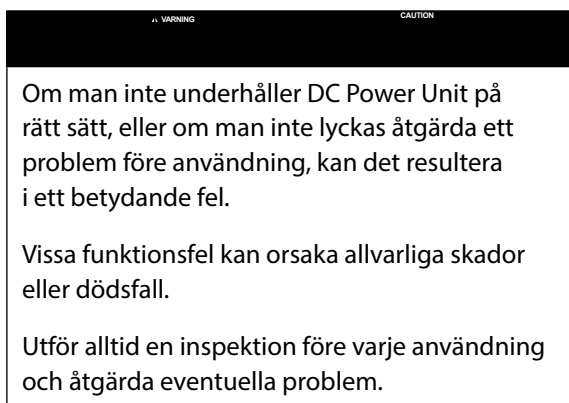 ⚠ VARNING
CAUTION
Om man inte underhåller DC Power Unit på
rätt sätt, eller om man inte lyckas åtgärda ett
problem före användning, kan det resultera
i ett betydande fel.
Vissa funktionsfel kan orsaka allvarliga skador
eller dödsfall.
Utför alltid en inspektion före varje användning
och åtgärda eventuella problem.